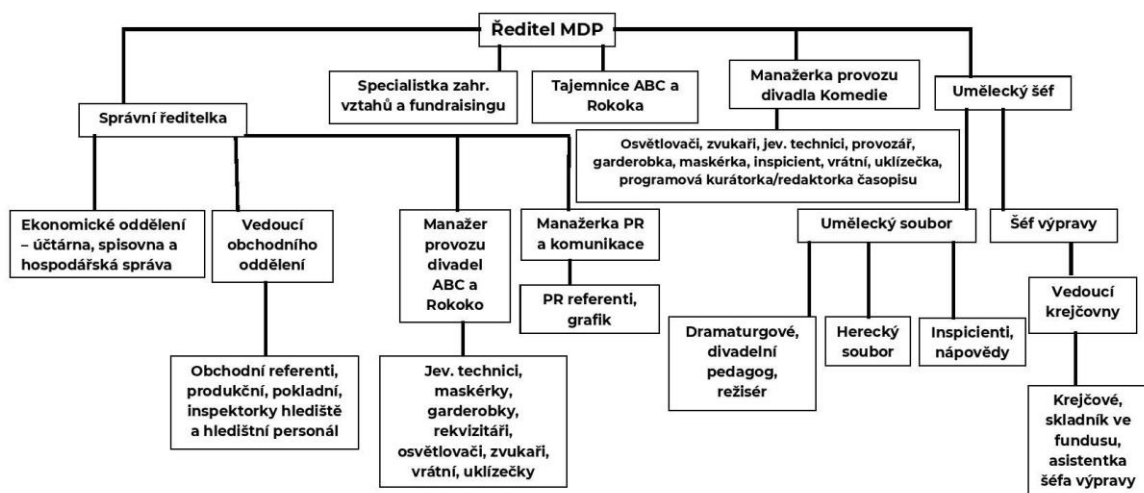 Ředitel MDP
Specialistka zahr.
vztahů a fundraisingu
Tajemnice ABC a
Rokoka
Manažerka provozu
divadla Komedie
Umělecký šéf
Správní ředitelka
Osvětlovači, zvukaři, jev. technici, provozář,
garderobka, maskérka, inspicient, vrátní, uklízečka,
programová kurátorka/redaktorka časopisu
Ekonomické oddělení
– účtárna, spisovna a
hospodářská správa
Vedoucí
obchodního
oddělení
Manažer
provozu
divadel
ABC a
Rokoko
Manažerka PR
a komunikace
Umělecký soubor
Šéf výpravy
PR referenti,
grafik
Vedoucí
krejčovny
Dramaturgové,
divadelní
pedagog,
režisér
Herecký
soubor
Inspicienti,
nápovědy
Obchodní referenti,
produkční, pokladní,
inspektorky hlediště
a hledištní personál
Jev. technici,
maskérky,
garderobky,
rekvizitáři,
osvětlovači, zvukaři,
vrátní, uklízečky
Krejčové,
skladník ve
fundusu,
asistentka
šéfa výpravy